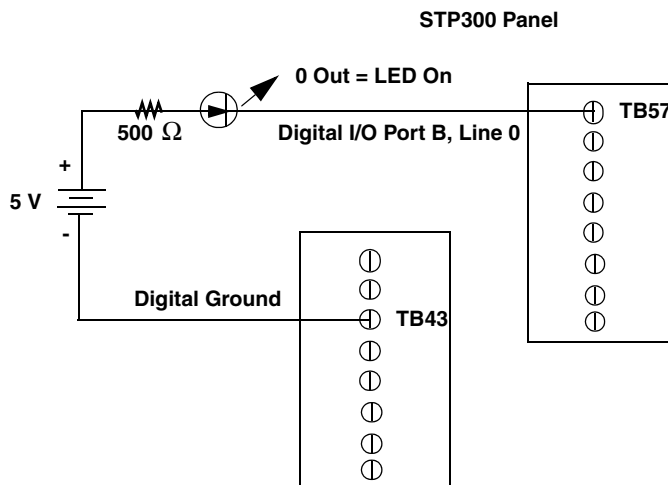 STP300 Panel
0 Out = LED On
TB57
500 Ω
Digital I/O Port B, Line 0
+
5 V
-
Digital Ground
TB43